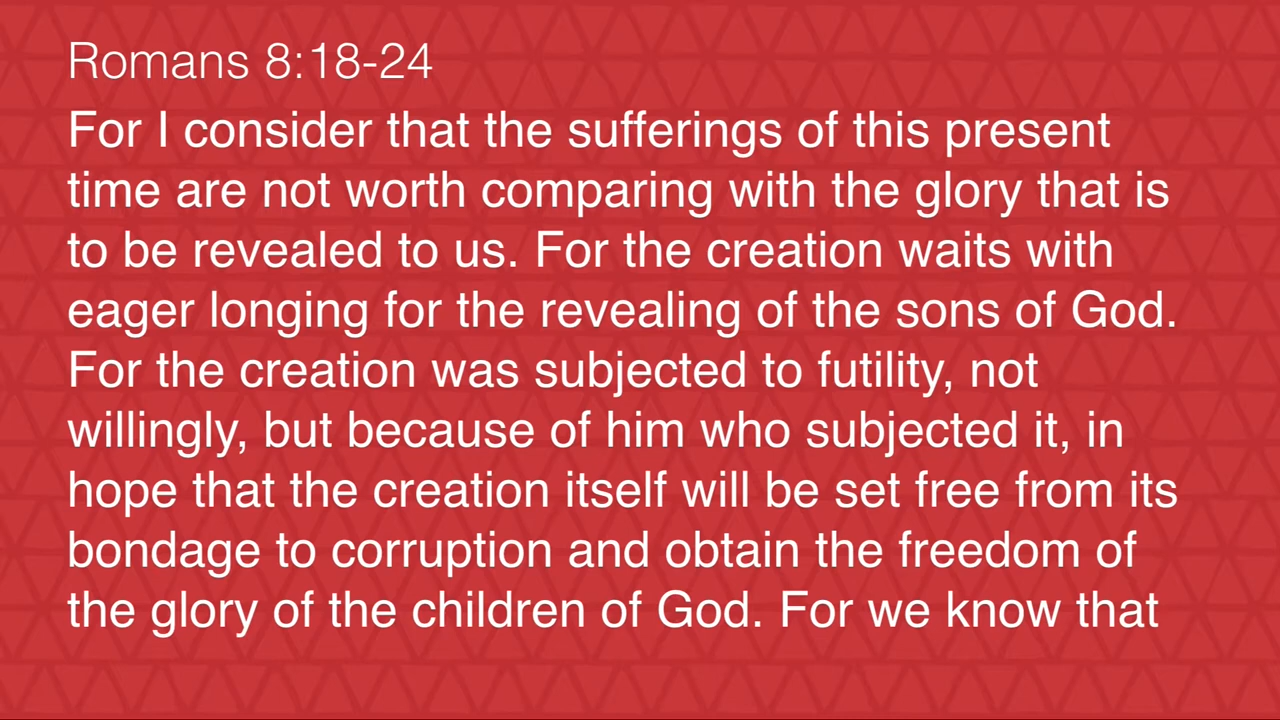 Romans 8:18-24
For I consider that the sufferings of this present
time are not worth comparing with the glory that is
to be revealed to us. For the creation waits with
eager longing for the revealing of the sons of God.
For the creation was subjected to futility, not
willingly, but because of him who subjected it, in
hope that the creation itself will be set free from its
bondage to corruption and obtain the freedom of
the glory of the children of God. For we know that